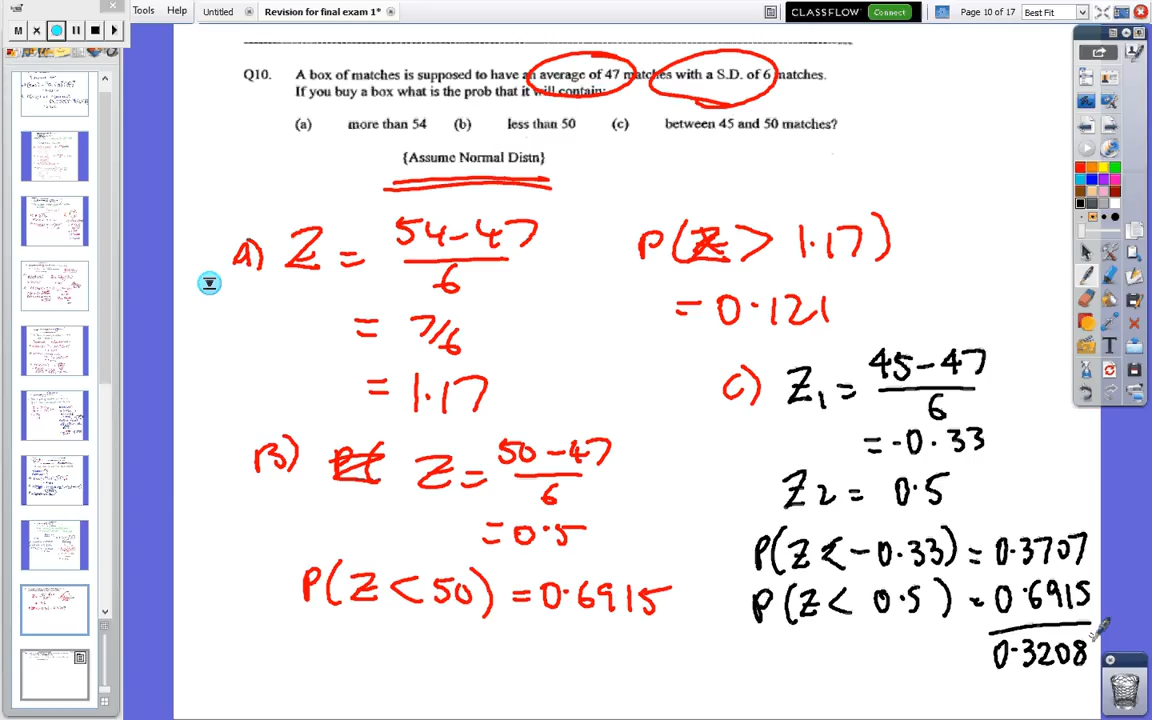 Tools Help Untitled Revision for final exam 1* CLASSFLOW Connect Page 10 of 17 Best Fit
Q10. A box of matches is supposed to have an average of 47 matches with a S.D. of 6 matches.
If you buy a box what is the prob that it will contain:
(a) more than 54 (b) less than 50 (c) between 45 and 50 matches?
{Assume Normal Distn}
A) Z = 54-47
6
= 7/6
= 1.17
P(Z > 1.17)
= 0.121
B) Z = 50-47
6
= 0.5
P(Z < 50) = 0.6915
C) Z1 = 45-47
6
= -0.33
Z2 = 0.5
P(Z < -0.33) = 0.3707
P(Z < 0.5) = 0.6915
0.3208